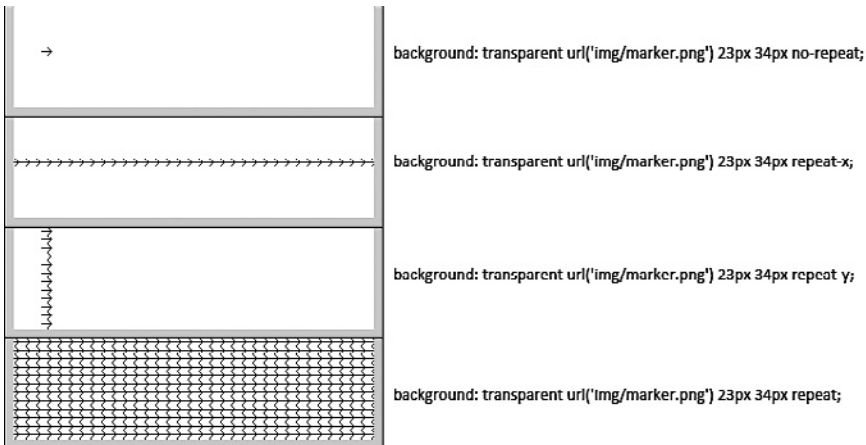 background: transparent url('img/marker.png') 23px 34px no-repeat;
background: transparent url('img/marker.png') 23px 34px repeat-x;
background: transparent url('img/marker.png') 23px 34px repeat y;
background: transparent url('img/marker.png') 23px 34px repeat;